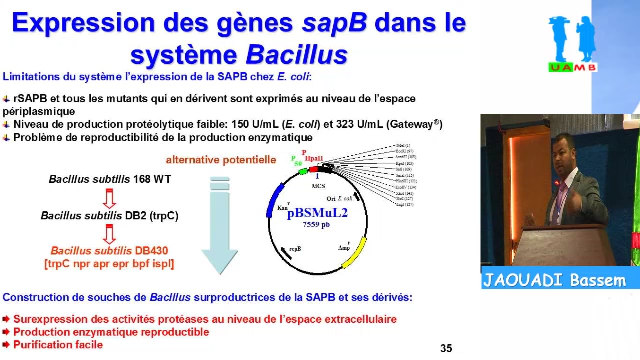 Expression des gènes sapB dans le
système Bacillus
Limitations du système l'expression de la SAPB chez E. coli:
rSAPB et tous les mutants qui en dérivent sont exprimés au niveau de l'espace
périplasmique
Niveau de production protéolytique faible: 150 U/mL (E. coli) et 323 U/mL (Gateway®)
Problème de reproductibilité de la production enzymatique
alternative potentielle
Bacillus subtilis 168 WT
Bacillus subtilis DB2 (trpC)
Bacillus subtilis DB430
[trpC npr apr epr bpf ispl]
P
HpaII
P
59
MCS
Ori E. coli
Kan r
pBSMuL2
7559 pb
Amp r
repB
Construction de souches de Bacillus surproductrices de la SAPB et ses dérivés:
Surexpression des activités protéases au niveau de l'espace extracellulaire
Production enzymatique reproductible
Purification facile
35
UAMB
JAOUADI Bassem